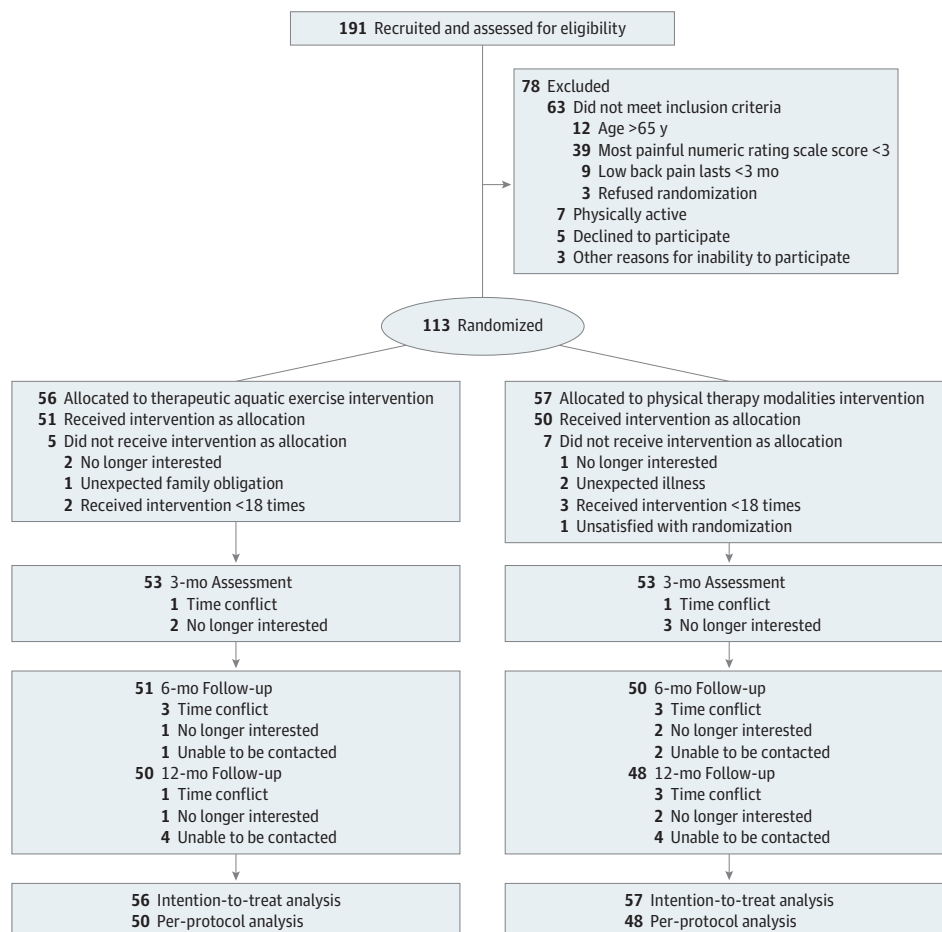 191 Recruited and assessed for eligibility
78 Excluded
63 Did not meet inclusion criteria
12 Age >65 y
39 Most painful numeric rating scale score <3
9 Low back pain lasts <3 mo
3 Refused randomization
7 Physically active
5 Declined to participate
3 Other reasons for inability to participate
113 Randomized
56 Allocated to therapeutic aquatic exercise intervention
51 Received intervention as allocation
5 Did not receive intervention as allocation
2 No longer interested
1 Unexpected family obligation
2 Received intervention <18 times
57 Allocated to physical therapy modalities intervention
50 Received intervention as allocation
7 Did not receive intervention as allocation
1 No longer interested
2 Unexpected illness
3 Received intervention <18 times
1 Unsatisfied with randomization
53 3-mo Assessment
1 Time conflict
2 No longer interested
53 3-mo Assessment
1 Time conflict
3 No longer interested
51 6-mo Follow-up
3 Time conflict
1 No longer interested
1 Unable to be contacted
50 12-mo Follow-up
1 Time conflict
1 No longer interested
4 Unable to be contacted
50 6-mo Follow-up
3 Time conflict
2 No longer interested
2 Unable to be contacted
48 12-mo Follow-up
3 Time conflict
2 No longer interested
4 Unable to be contacted
56 Intention-to-treat analysis
50 Per-protocol analysis
57 Intention-to-treat analysis
48 Per-protocol analysis